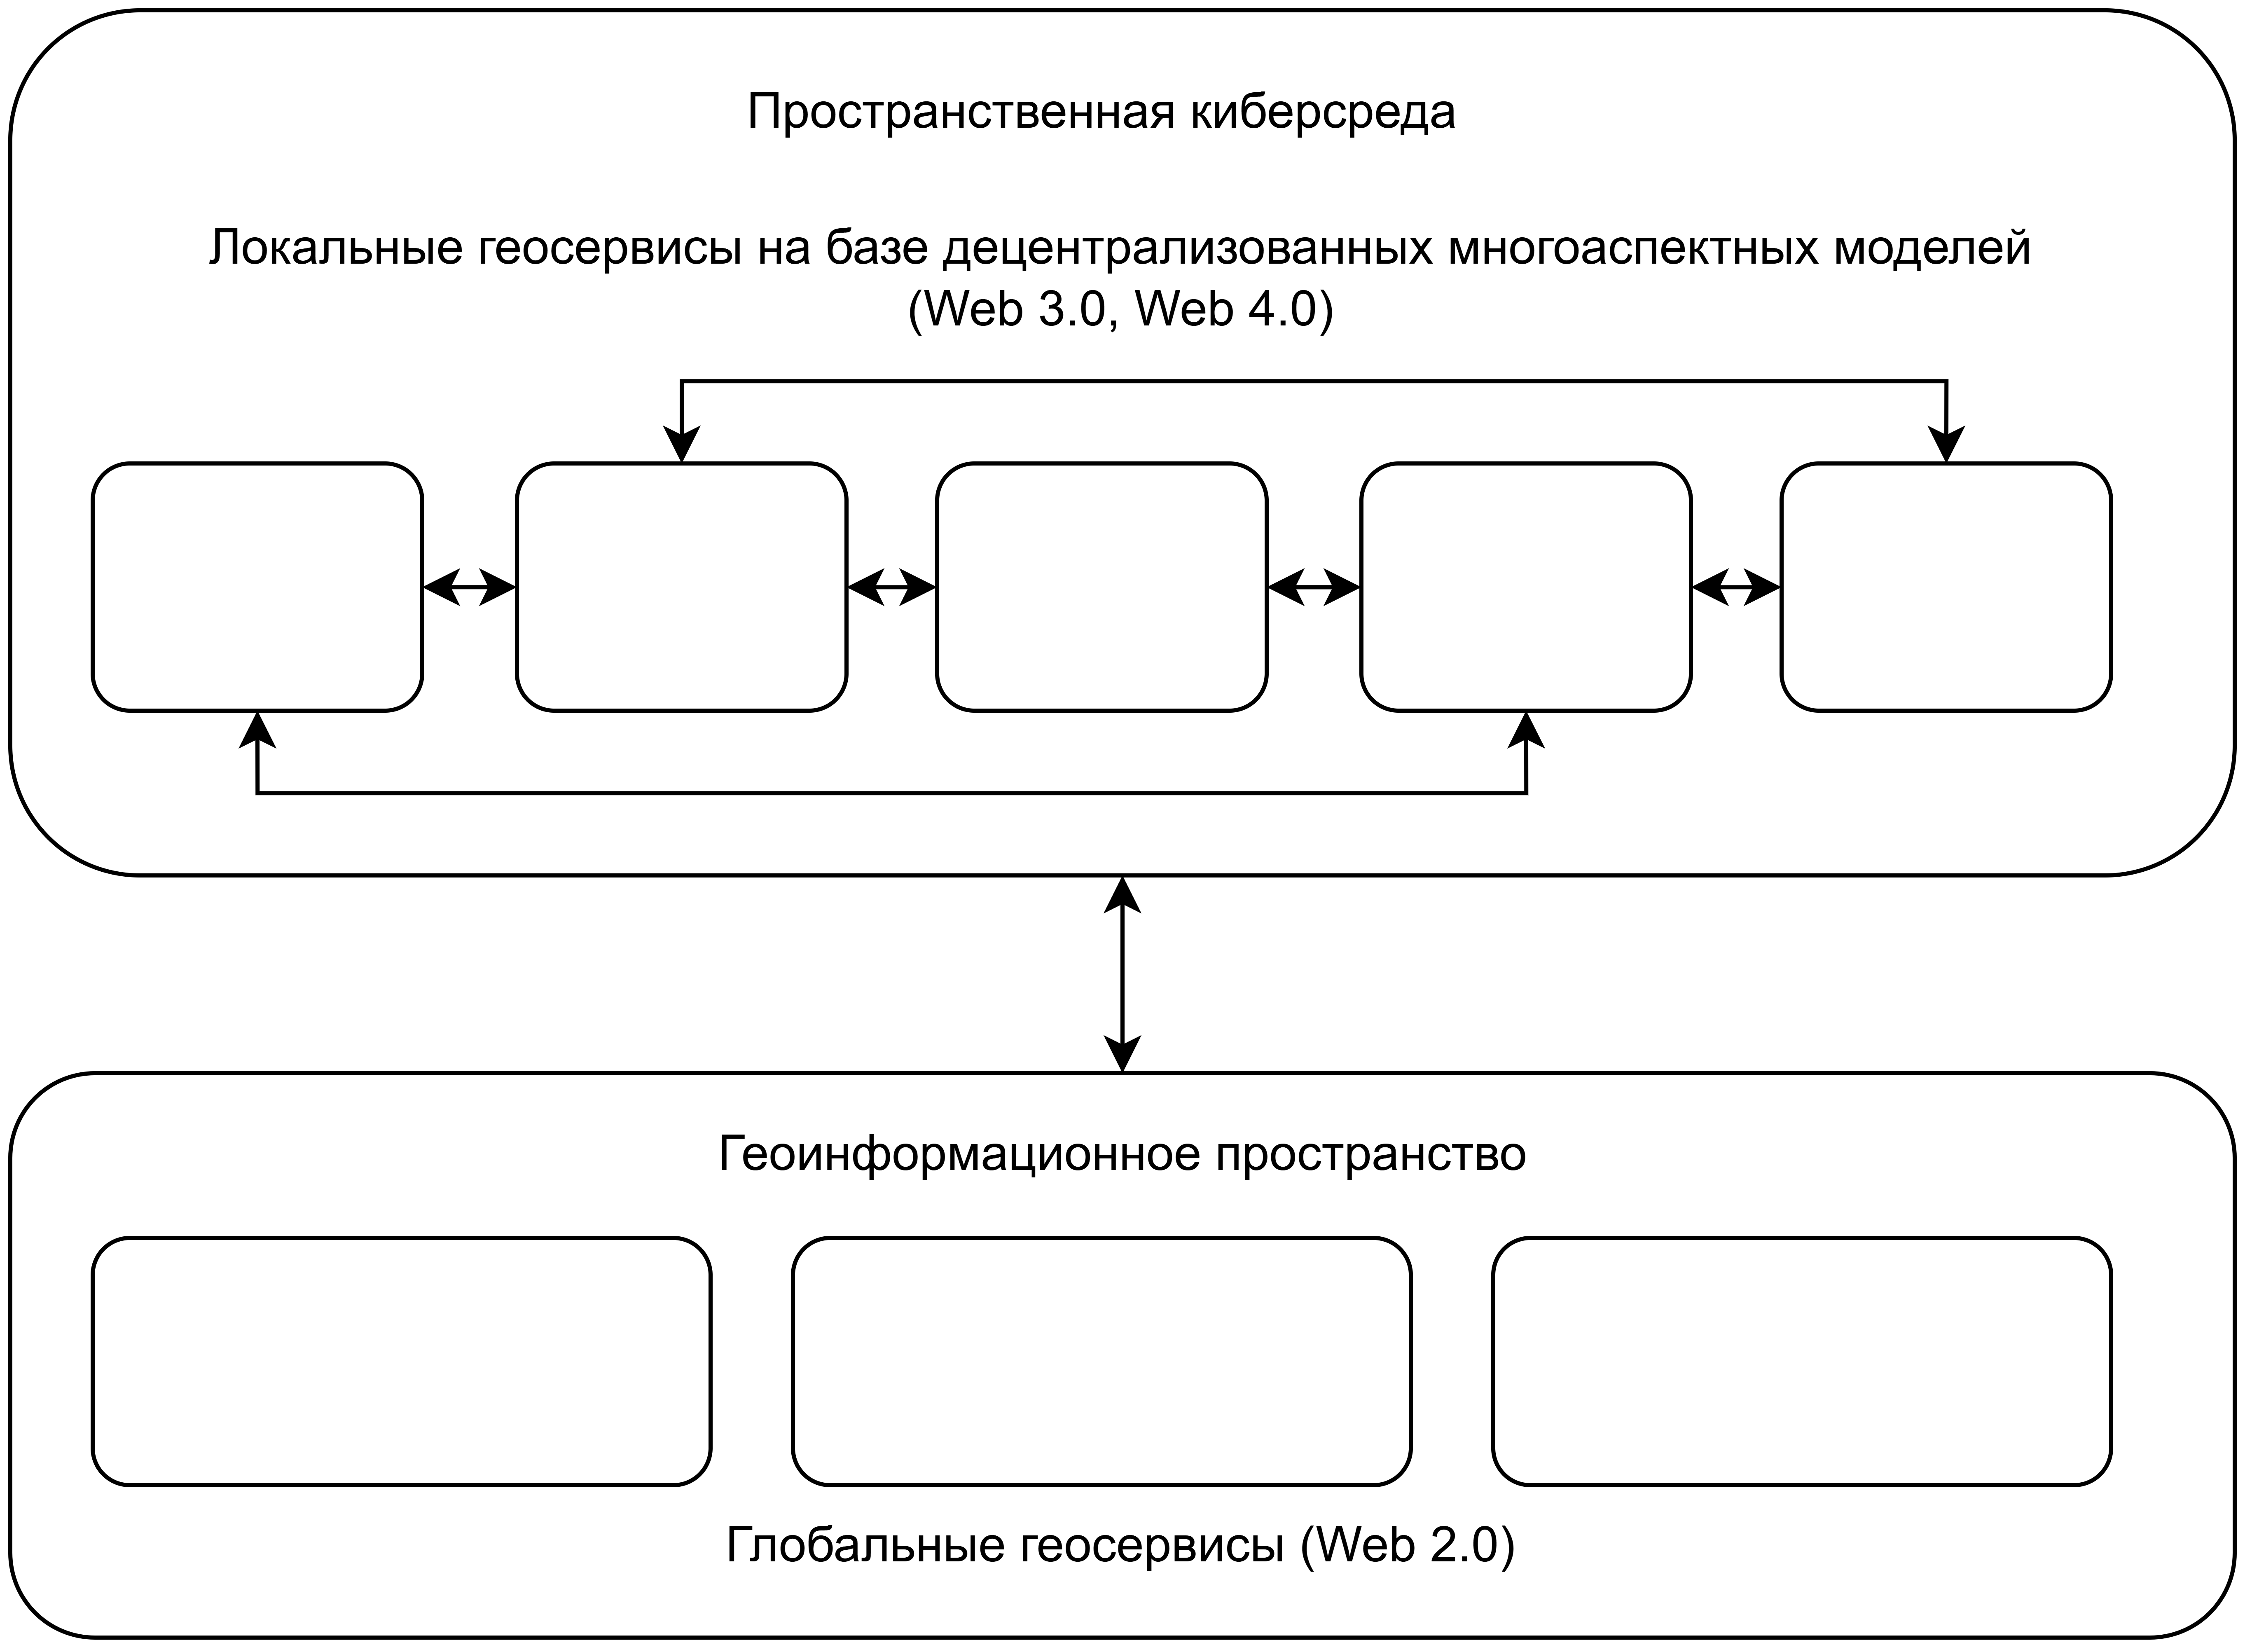 Пространственная киберсреда
Локальные геосервисы на базе децентрализованных многоаспектных моделей
(Web 3.0, Web 4.0)
Геоинформационное пространство
Глобальные геосервисы (Web 2.0)